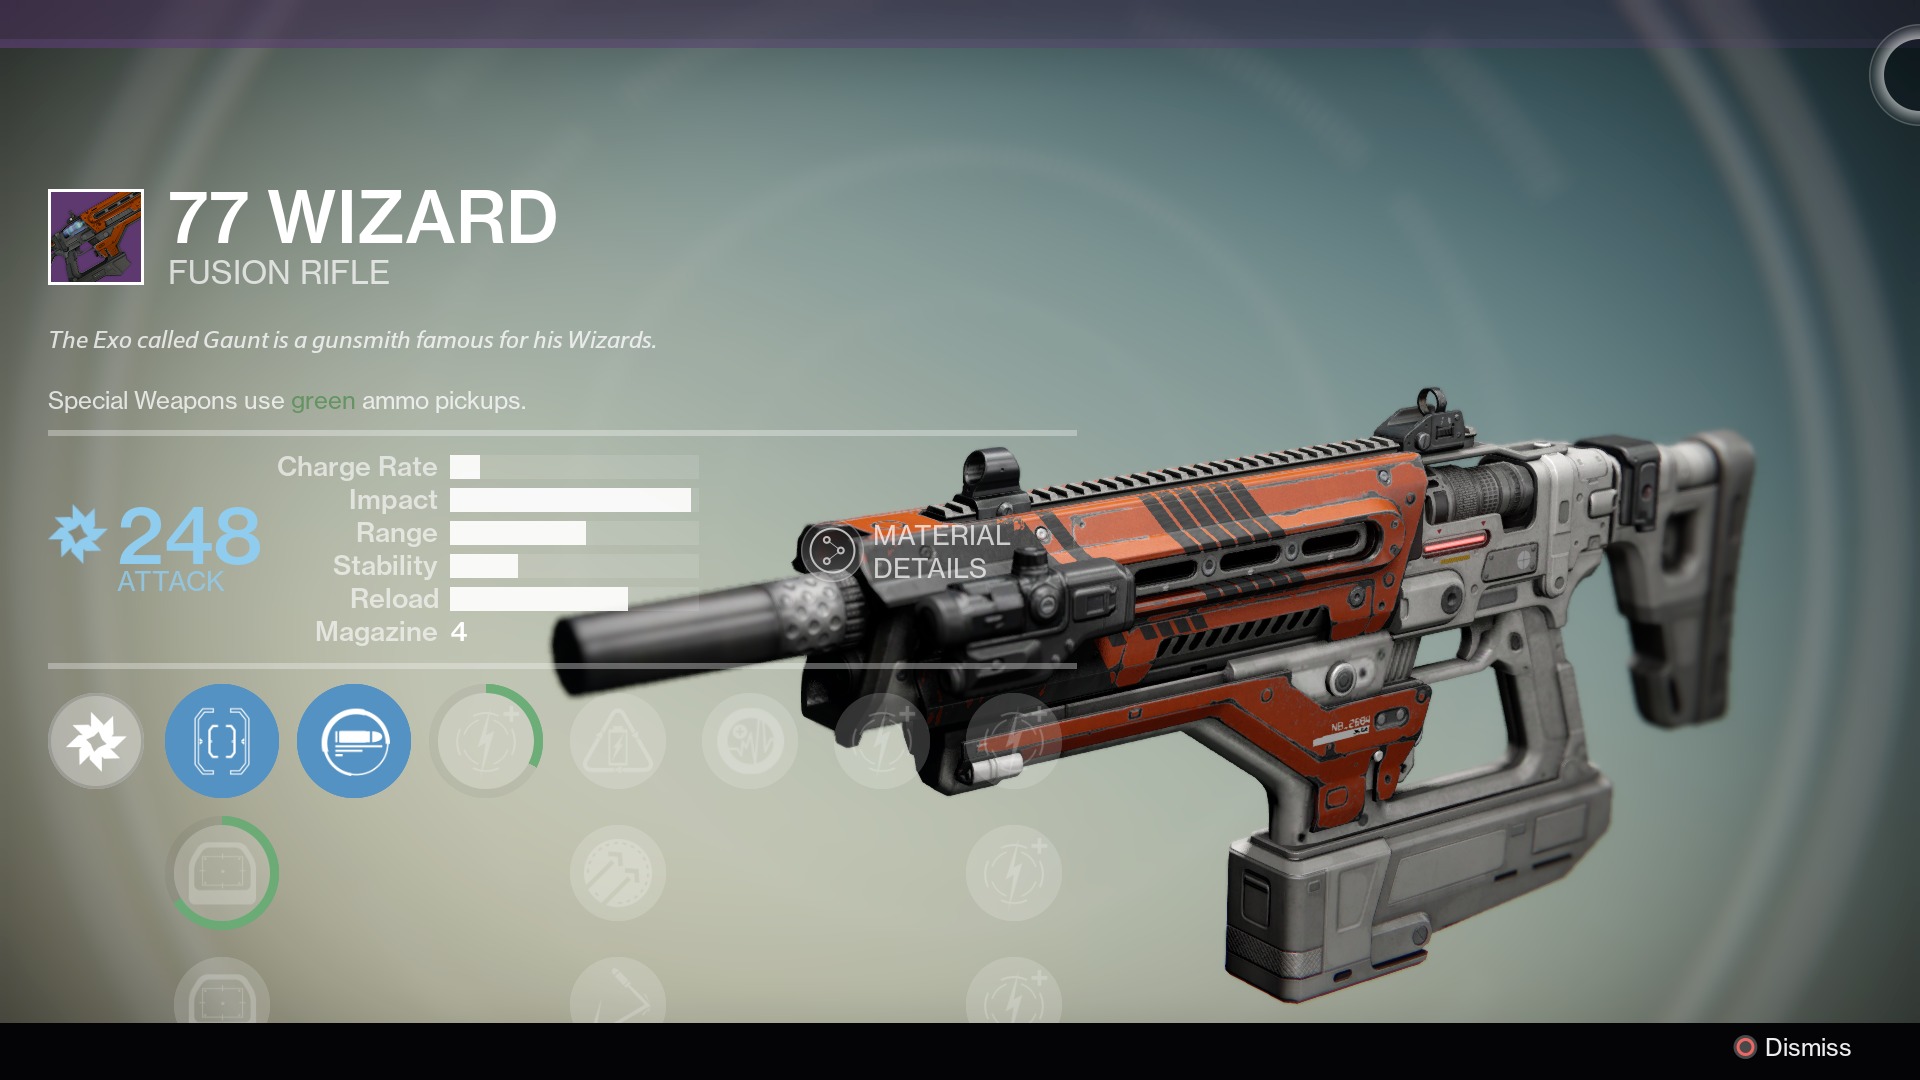 77 WIZARD
FUSION RIFLE
The Exo called Gaunt is a gunsmith famous for his Wizards.
Special Weapons use green ammo pickups.
248
ATTACK
Charge Rate
Impact
Range
Stability
Reload
Magazine 4
MATERIAL
DETAILS
NB_2684
Dismiss